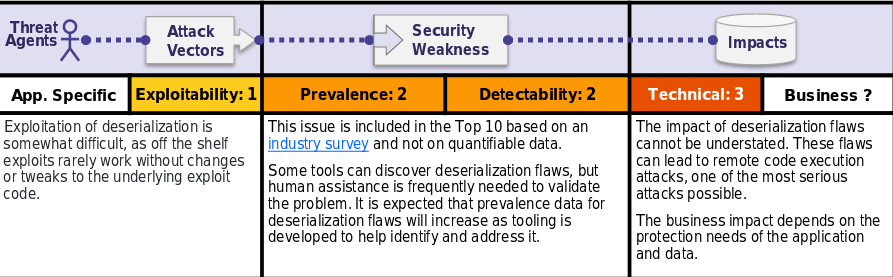 Threat
Agents
Attack
Vectors
Security
Weakness
Impacts
App. Specific
Exploitability: 1
Prevalence: 2
Detectability: 2
Technical: 3
Business ?
Exploitation of deserialization is
somewhat difficult, as off the shelf
exploits rarely work without changes
or tweaks to the underlying exploit
code.
This issue is included in the Top 10 based on an
industry survey and not on quantifiable data.
Some tools can discover deserialization flaws, but
human assistance is frequently needed to validate
the problem. It is expected that prevalence data for
deserialization flaws will increase as tooling is
developed to help identify and address it.
The impact of deserialization flaws
cannot be understated. These flaws
can lead to remote code execution
attacks, one of the most serious
attacks possible.
The business impact depends on the
protection needs of the application
and data.